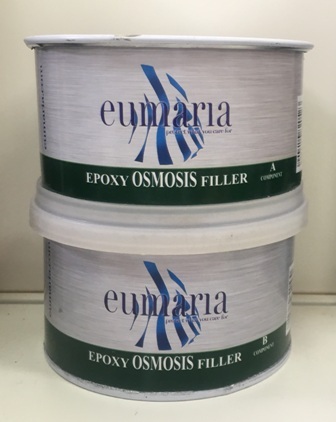 eumaria
EPOXY OSMOSIS FILLER
A
COMPONENT
eumaria
EPOXY OSMOSIS FILLER
B
COMPONENT